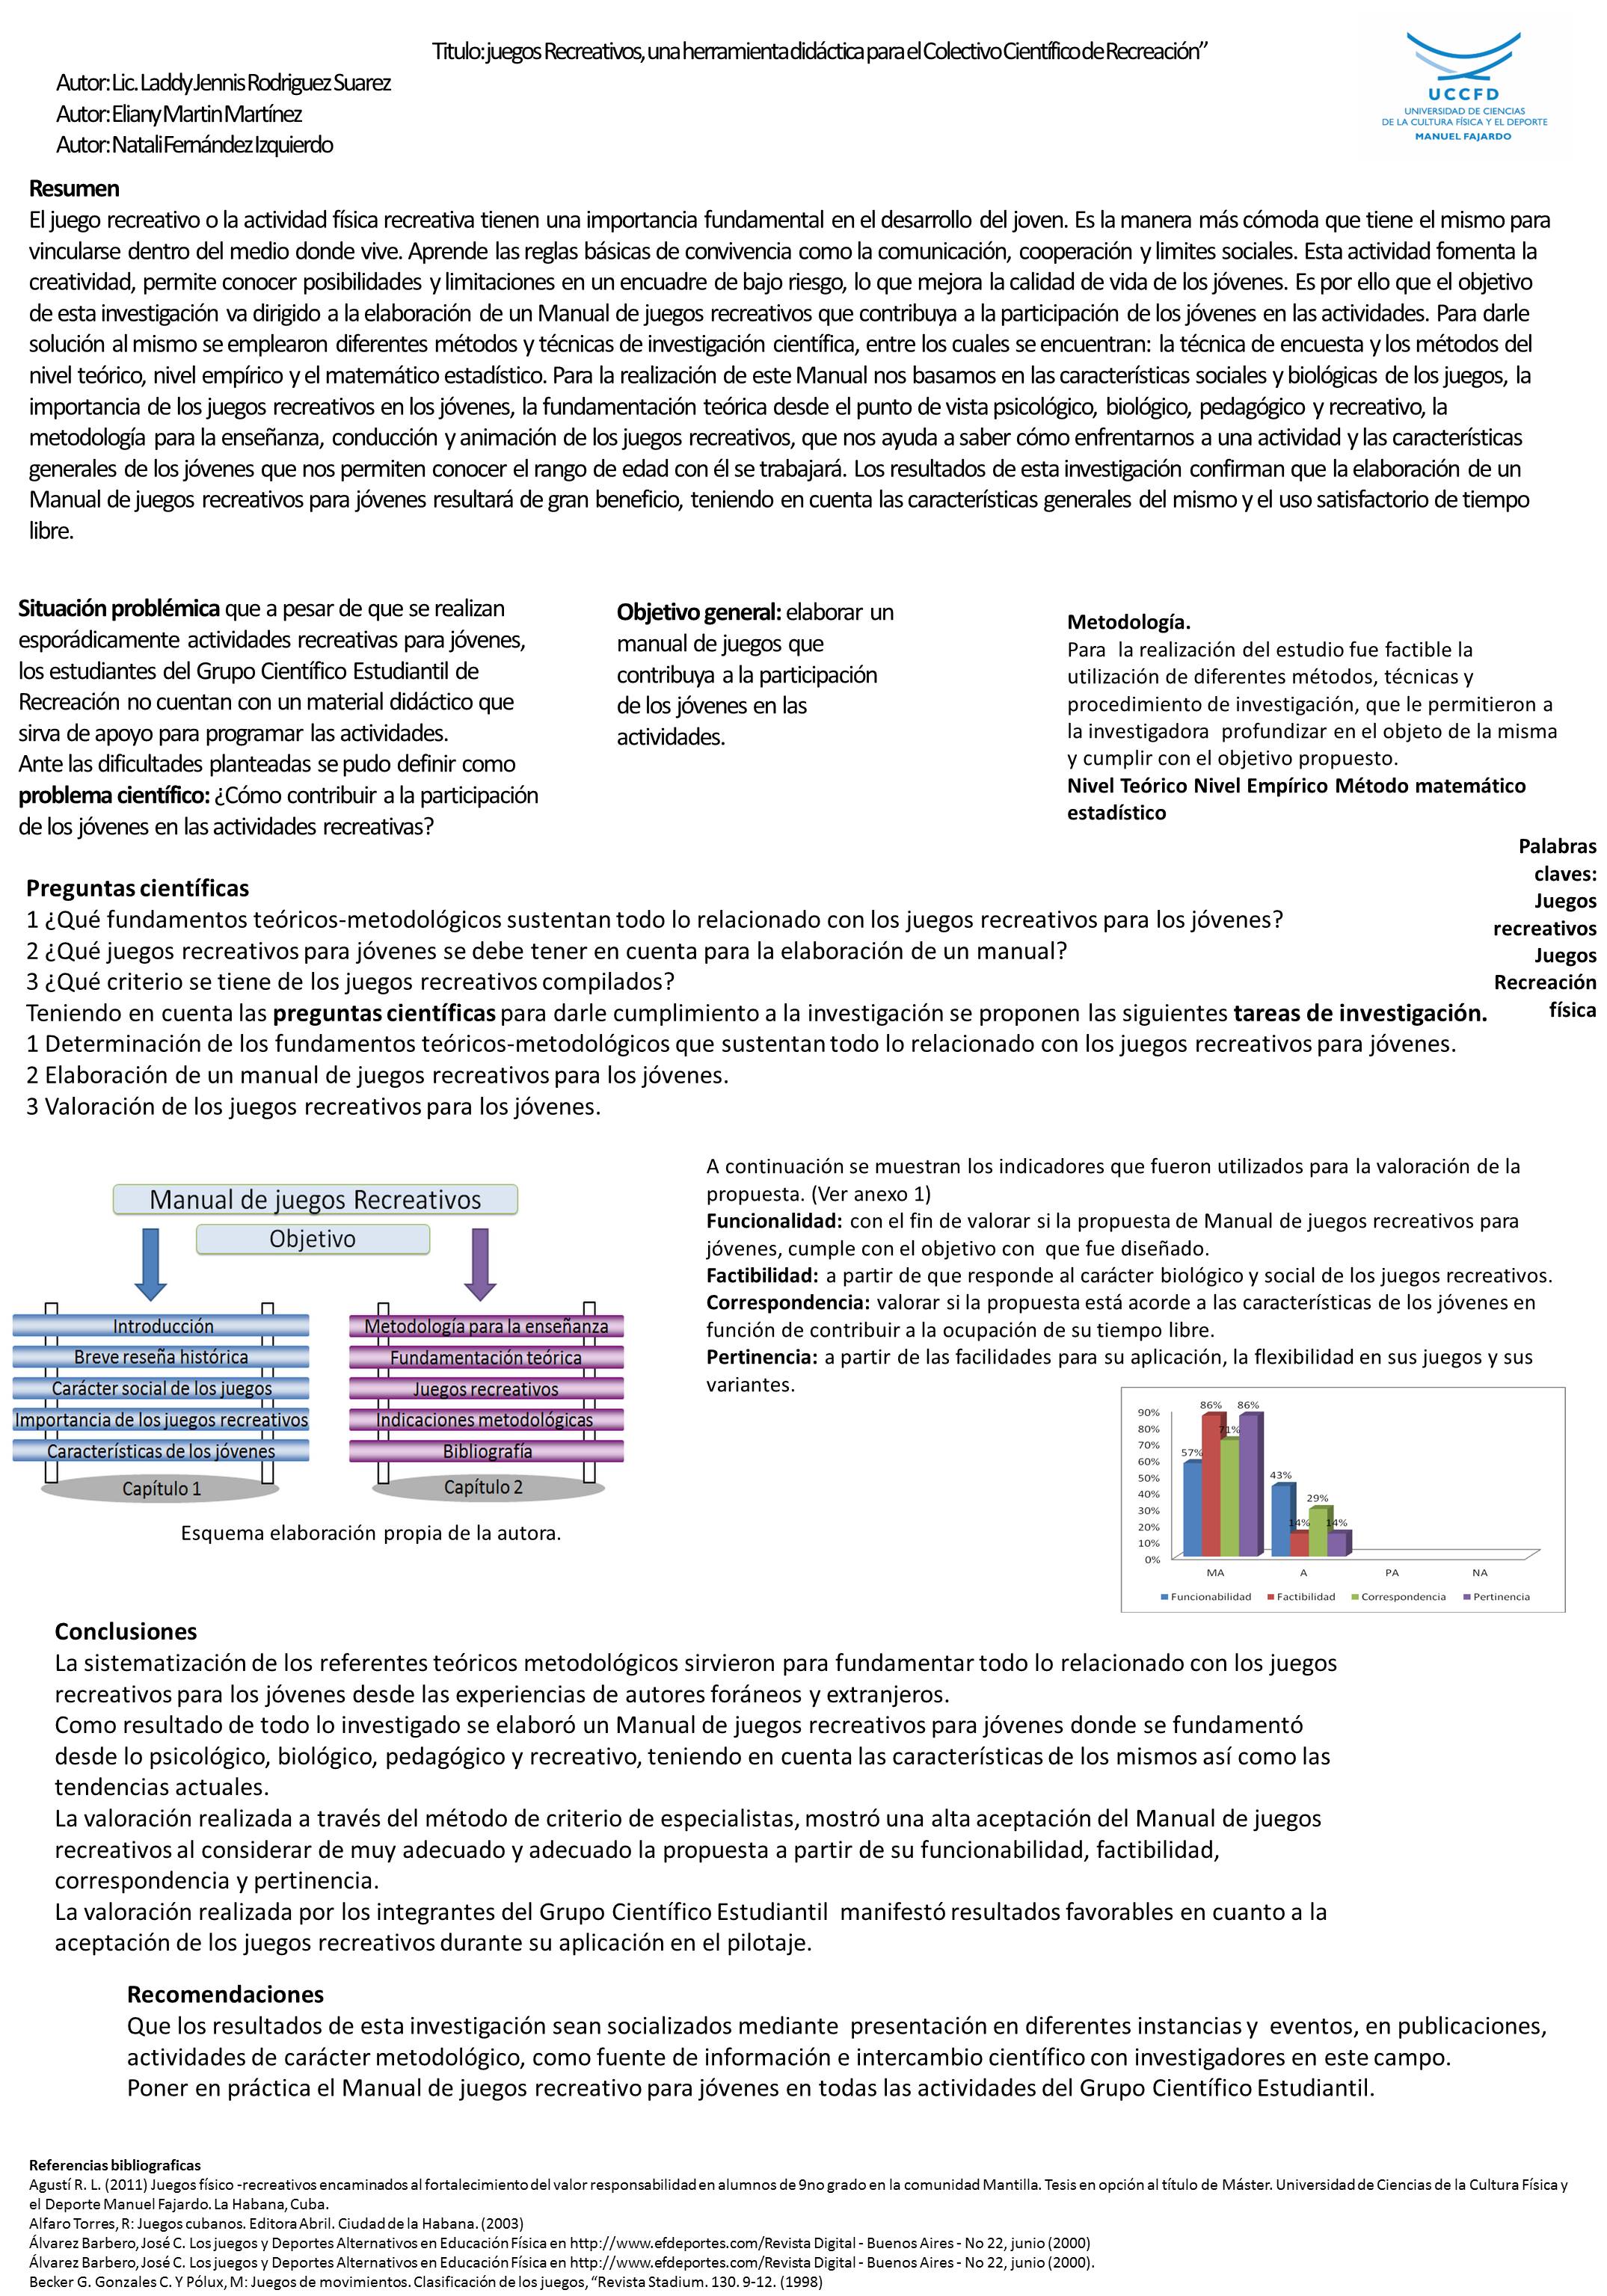 Titulo: juegos Recreativos, una herramienta didáctica para el Colectivo Científico de Recreación”
Autor: Lic. Laddy Jennis Rodriguez Suarez
Autor: Eliany Martin Martínez
Autor: Natali Fernández Izquierdo
UCCFD
UNIVERSIDAD DE CIENCIAS
DE LA CULTURA FÍSICA Y EL DEPORTE
MANUEL FAJARDO
Resumen
El juego recreativo o la actividad física recreativa tienen una importancia fundamental en el desarrollo del joven. Es la manera más cómoda que tiene el mismo para
vincularse dentro del medio donde vive. Aprende las reglas básicas de convivencia como la comunicación, cooperación y limites sociales. Esta actividad fomenta la
creatividad, permite conocer posibilidades y limitaciones en un encuadre de bajo riesgo, lo que mejora la calidad de vida de los jóvenes. Es por ello que el objetivo
de esta investigación va dirigido a la elaboración de un Manual de juegos recreativos que contribuya a la participación de los jóvenes en las actividades. Para darle
solución al mismo se emplearon diferentes métodos y técnicas de investigación científica, entre los cuales se encuentran: la técnica de encuesta y los métodos del
nivel teórico, nivel empírico y el matemático estadístico. Para la realización de este Manual nos basamos en las características sociales y biológicas de los juegos, la
importancia de los juegos recreativos en los jóvenes, la fundamentación teórica desde el punto de vista psicológico, biológico, pedagógico y recreativo, la
metodología para la enseñanza, conducción y animación de los juegos recreativos, que nos ayuda a saber cómo enfrentarnos a una actividad y las características
generales de los jóvenes que nos permiten conocer el rango de edad con él se trabajará. Los resultados de esta investigación confirman que la elaboración de un
Manual de juegos recreativos para jóvenes resultará de gran beneficio, teniendo en cuenta las características generales del mismo y el uso satisfactorio de tiempo
libre.
Situación problémica que a pesar de que se realizan
esporádicamente actividades recreativas para jóvenes,
los estudiantes del Grupo Científico Estudiantil de
Recreación no cuentan con un material didáctico que
sirva de apoyo para programar las actividades.
Ante las dificultades planteadas se pudo definir como
problema científico: ¿Cómo contribuir a la participación
de los jóvenes en las actividades recreativas?
Objetivo general: elaborar un
manual de juegos que
contribuya a la participación
de los jóvenes en las
actividades.
Metodología.
Para la realización del estudio fue factible la
utilización de diferentes métodos, técnicas y
procedimiento de investigación, que le permitieron a
la investigadora profundizar en el objeto de la misma
y cumplir con el objetivo propuesto.
Nivel Teórico Nivel Empírico Método matemático
estadístico
Palabras
claves:
Juegos
recreativos
Juegos
Recreación
física
Preguntas científicas
1 ¿Qué fundamentos teóricos-metodológicos sustentan todo lo relacionado con los juegos recreativos para los jóvenes?
2 ¿Qué juegos recreativos para jóvenes se debe tener en cuenta para la elaboración de un manual?
3 ¿Qué criterio se tiene de los juegos recreativos compilados?
Teniendo en cuenta las preguntas científicas para darle cumplimiento a la investigación se proponen las siguientes tareas de investigación.
1 Determinación de los fundamentos teóricos-metodológicos que sustentan todo lo relacionado con los juegos recreativos para jóvenes.
2 Elaboración de un manual de juegos recreativos para los jóvenes.
3 Valoración de los juegos recreativos para los jóvenes.
Manual de juegos Recreativos
Objetivo
Introducción
Breve reseña histórica
Carácter social de los juegos
Importancia de los juegos recreativos
Características de los jóvenes
Capítulo 1
Metodología para la enseñanza
Fundamentación teórica
Juegos recreativos
Indicaciones metodológicas
Bibliografía
Capítulo 2
Esquema elaboración propia de la autora.
A continuación se muestran los indicadores que fueron utilizados para la valoración de la
propuesta. (Ver anexo 1)
Funcionalidad: con el fin de valorar si la propuesta de Manual de juegos recreativos para
jóvenes, cumple con el objetivo con que fue diseñado.
Factibilidad: a partir de que responde al carácter biológico y social de los juegos recreativos.
Correspondencia: valorar si la propuesta está acorde a las características de los jóvenes en
función de contribuir a la ocupación de su tiempo libre.
Pertinencia: a partir de las facilidades para su aplicación, la flexibilidad en sus juegos y sus
variantes.
90%
80%
70%
60%
50%
40%
30%
20%
10%
0%
57%
86%
71%
86%
43%
14%
29%
14%
MA A PA NA
Funcionabilidad Factibilidad Correspondencia Pertinencia
Conclusiones
La sistematización de los referentes teóricos metodológicos sirvieron para fundamentar todo lo relacionado con los juegos
recreativos para los jóvenes desde las experiencias de autores foráneos y extranjeros.
Como resultado de todo lo investigado se elaboró un Manual de juegos recreativos para jóvenes donde se fundamentó
desde lo psicológico, biológico, pedagógico y recreativo, teniendo en cuenta las características de los mismos así como las
tendencias actuales.
La valoración realizada a través del método de criterio de especialistas, mostró una alta aceptación del Manual de juegos
recreativos al considerar de muy adecuado y adecuado la propuesta a partir de su funcionabilidad, factibilidad,
correspondencia y pertinencia.
La valoración realizada por los integrantes del Grupo Científico Estudiantil manifestó resultados favorables en cuanto a la
aceptación de los juegos recreativos durante su aplicación en el pilotaje.
Recomendaciones
Que los resultados de esta investigación sean socializados mediante presentación en diferentes instancias y eventos, en publicaciones,
actividades de carácter metodológico, como fuente de información e intercambio científico con investigadores en este campo.
Poner en práctica el Manual de juegos recreativo para jóvenes en todas las actividades del Grupo Científico Estudiantil.
Referencias bibliograficas
Agustí R. L. (2011) Juegos físico -recreativos encaminados al fortalecimiento del valor responsabilidad en alumnos de 9no grado en la comunidad Mantilla. Tesis en opción al título de Máster. Universidad de Ciencias de la Cultura Física y
el Deporte Manuel Fajardo. La Habana, Cuba.
Alfaro Torres, R: Juegos cubanos. Editora Abril. Ciudad de la Habana. (2003)
Álvarez Barbero, José C. Los juegos y Deportes Alternativos en Educación Física en http://www.efdeportes.com/Revista Digital - Buenos Aires - No 22, junio (2000)
Álvarez Barbero, José C. Los juegos y Deportes Alternativos en Educación Física en http://www.efdeportes.com/Revista Digital - Buenos Aires - No 22, junio (2000).
Becker G. Gonzales C. Y Pólux, M: Juegos de movimientos. Clasificación de los juegos, “Revista Stadium. 130. 9-12. (1998)